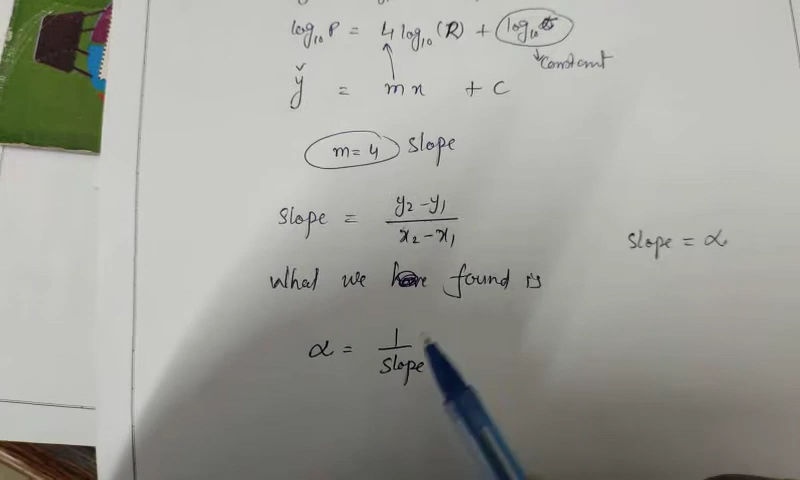 log10 P = 4 log10 (R) + log10
Constant
y = mx + C
m = 4 Slope
Slope = y2 - y1 / x2 - x1
Slope = α
What we found is
α = 1 / Slope